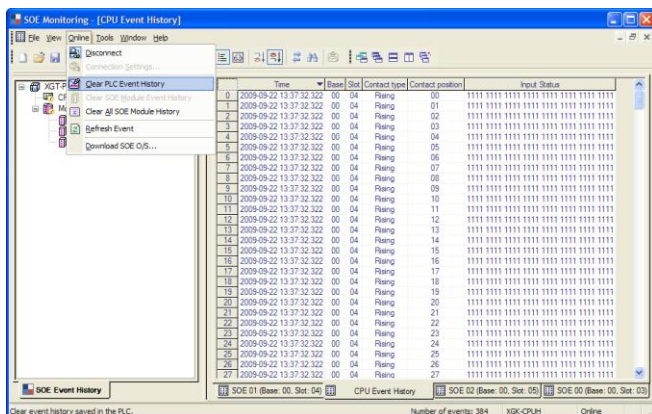 SOE Monitoring - [CPU Event History]
File View Online Tools Window Help
Disconnect
Connection Settings...
Clear PLC Event History
Clear SOE Module Event History
Clear All SOE Module History
Refresh Event
Download SOE O/S...
XGT-P
CP
Mo
Time Base Slot Contact type Contact position Input Status
0 2009-09-22 13:37:32.322 00 04 Rising 00 1111 1111 1111 1111 1111 1111 1111 1111
1 2009-09-22 13:37:32.322 00 04 Rising 01 1111 1111 1111 1111 1111 1111 1111 1111
2 2009-09-22 13:37:32.322 00 04 Rising 02 1111 1111 1111 1111 1111 1111 1111 1111
3 2009-09-22 13:37:32.322 00 04 Rising 03 1111 1111 1111 1111 1111 1111 1111 1111
4 2009-09-22 13:37:32.322 00 04 Rising 04 1111 1111 1111 1111 1111 1111 1111 1111
5 2009-09-22 13:37:32.322 00 04 Rising 05 1111 1111 1111 1111 1111 1111 1111 1111
6 2009-09-22 13:37:32.322 00 04 Rising 06 1111 1111 1111 1111 1111 1111 1111 1111
7 2009-09-22 13:37:32.322 00 04 Rising 07 1111 1111 1111 1111 1111 1111 1111 1111
8 2009-09-22 13:37:32.322 00 04 Rising 08 1111 1111 1111 1111 1111 1111 1111 1111
9 2009-09-22 13:37:32.322 00 04 Rising 09 1111 1111 1111 1111 1111 1111 1111 1111
10 2009-09-22 13:37:32.322 00 04 Rising 10 1111 1111 1111 1111 1111 1111 1111 1111
11 2009-09-22 13:37:32.322 00 04 Rising 11 1111 1111 1111 1111 1111 1111 1111 1111
12 2009-09-22 13:37:32.322 00 04 Rising 12 1111 1111 1111 1111 1111 1111 1111 1111
13 2009-09-22 13:37:32.322 00 04 Rising 13 1111 1111 1111 1111 1111 1111 1111 1111
14 2009-09-22 13:37:32.322 00 04 Rising 14 1111 1111 1111 1111 1111 1111 1111 1111
15 2009-09-22 13:37:32.322 00 04 Rising 15 1111 1111 1111 1111 1111 1111 1111 1111
16 2009-09-22 13:37:32.322 00 04 Rising 16 1111 1111 1111 1111 1111 1111 1111 1111
17 2009-09-22 13:37:32.322 00 04 Rising 17 1111 1111 1111 1111 1111 1111 1111 1111
18 2009-09-22 13:37:32.322 00 04 Rising 18 1111 1111 1111 1111 1111 1111 1111 1111
19 2009-09-22 13:37:32.322 00 04 Rising 19 1111 1111 1111 1111 1111 1111 1111 1111
20 2009-09-22 13:37:32.322 00 04 Rising 20 1111 1111 1111 1111 1111 1111 1111 1111
21 2009-09-22 13:37:32.322 00 04 Rising 21 1111 1111 1111 1111 1111 1111 1111 1111
22 2009-09-22 13:37:32.322 00 04 Rising 22 1111 1111 1111 1111 1111 1111 1111 1111
23 2009-09-22 13:37:32.322 00 04 Rising 23 1111 1111 1111 1111 1111 1111 1111 1111
24 2009-09-22 13:37:32.322 00 04 Rising 24 1111 1111 1111 1111 1111 1111 1111 1111
25 2009-09-22 13:37:32.322 00 04 Rising 25 1111 1111 1111 1111 1111 1111 1111 1111
26 2009-09-22 13:37:32.322 00 04 Rising 26 1111 1111 1111 1111 1111 1111 1111 1111
27 2009-09-22 13:37:32.322 00 04 Rising 27 1111 1111 1111 1111 1111 1111 1111 1111
SOE Event History
SOE 01 (Base: 00, Slot: 04) CPU Event History SOE 02 (Base: 00, Slot: 05) SOE 00 (Base: 00, Slot: 03)
Clear event history saved in the PLC. Number of events: 384 XGK-CPUH Online